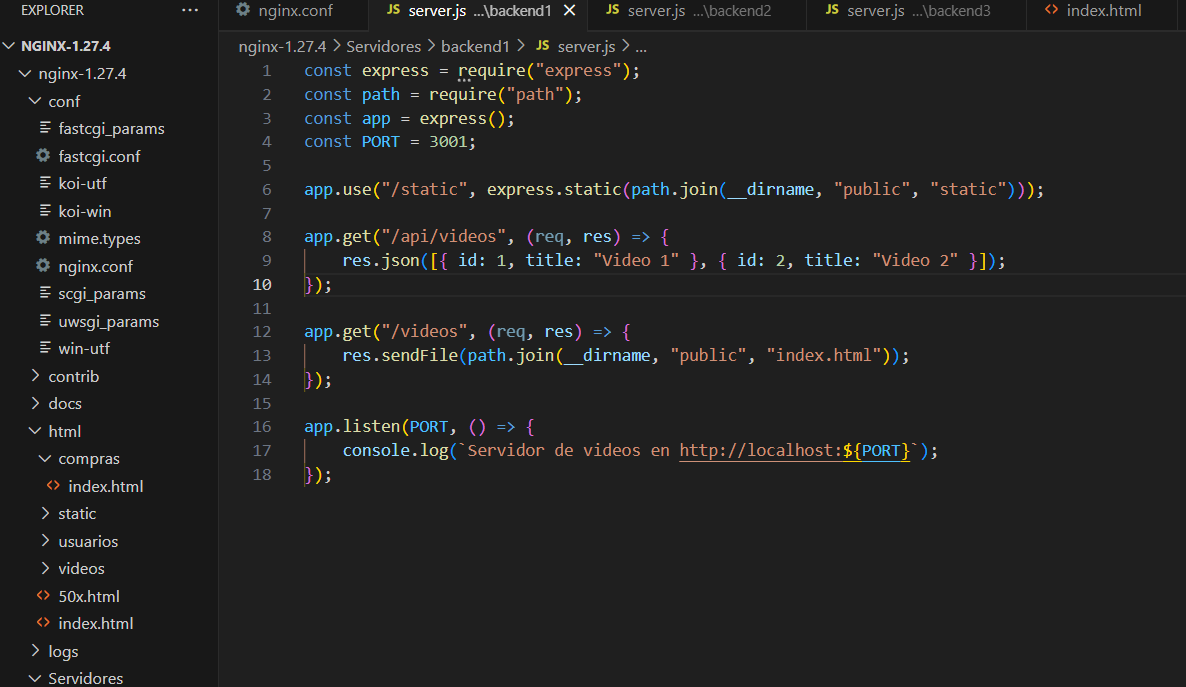 EXPLORER ...
nginx.conf
server.js ...\backend1
server.js ...\backend2
server.js ...\backend3
index.html
NGINX-1.27.4
nginx-1.27.4
conf
fastcgi_params
fastcgi.conf
koi-utf
koi-win
mime.types
nginx.conf
scgi_params
uwsgi_params
win-utf
contrib
docs
html
compras
index.html
static
usuarios
videos
50x.html
index.html
logs
Servidores
nginx-1.27.4 > Servidores > backend1 > JS server.js > ...
1 const express = require("express");
2 const path = require("path");
3 const app = express();
4 const PORT = 3001;
5
6 app.use("/static", express.static(path.join(__dirname, "public", "static")));
7
8 app.get("/api/videos", (req, res) => {
9 res.json([{ id: 1, title: "Video 1" }, { id: 2, title: "Video 2" }]);
10 });
11
12 app.get("/videos", (req, res) => {
13 res.sendFile(path.join(__dirname, "public", "index.html"));
14 });
15
16 app.listen(PORT, () => {
17 console.log(`Servidor de videos en http://localhost:${PORT}`);
18 });